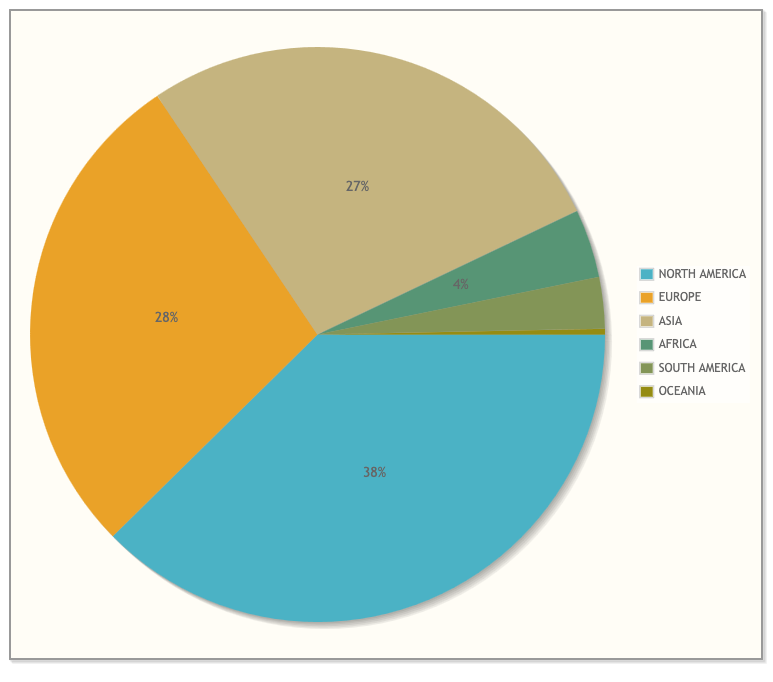 27%
4%
28%
38%
NORTH AMERICA
EUROPE
ASIA
AFRICA
SOUTH AMERICA
OCEANIA